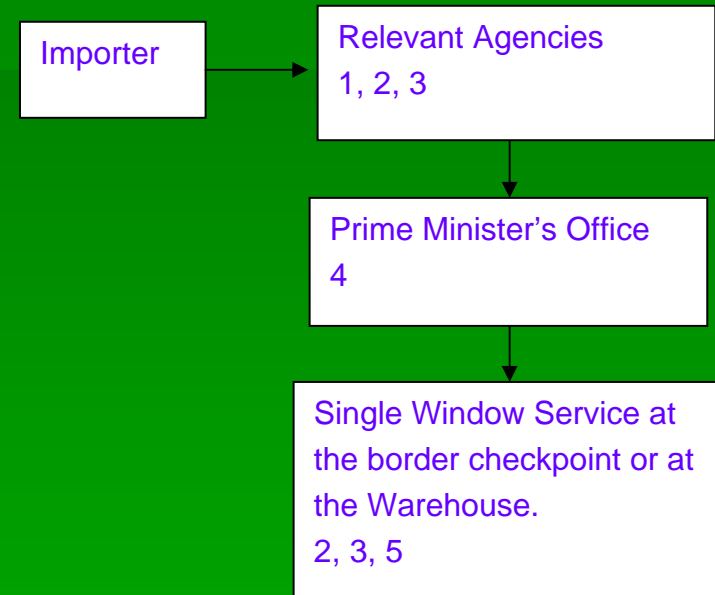 Importer
Relevant Agencies
1, 2, 3
Prime Minister's Office
4
Single Window Service at
the border checkpoint or at
the Warehouse.
2, 3, 5